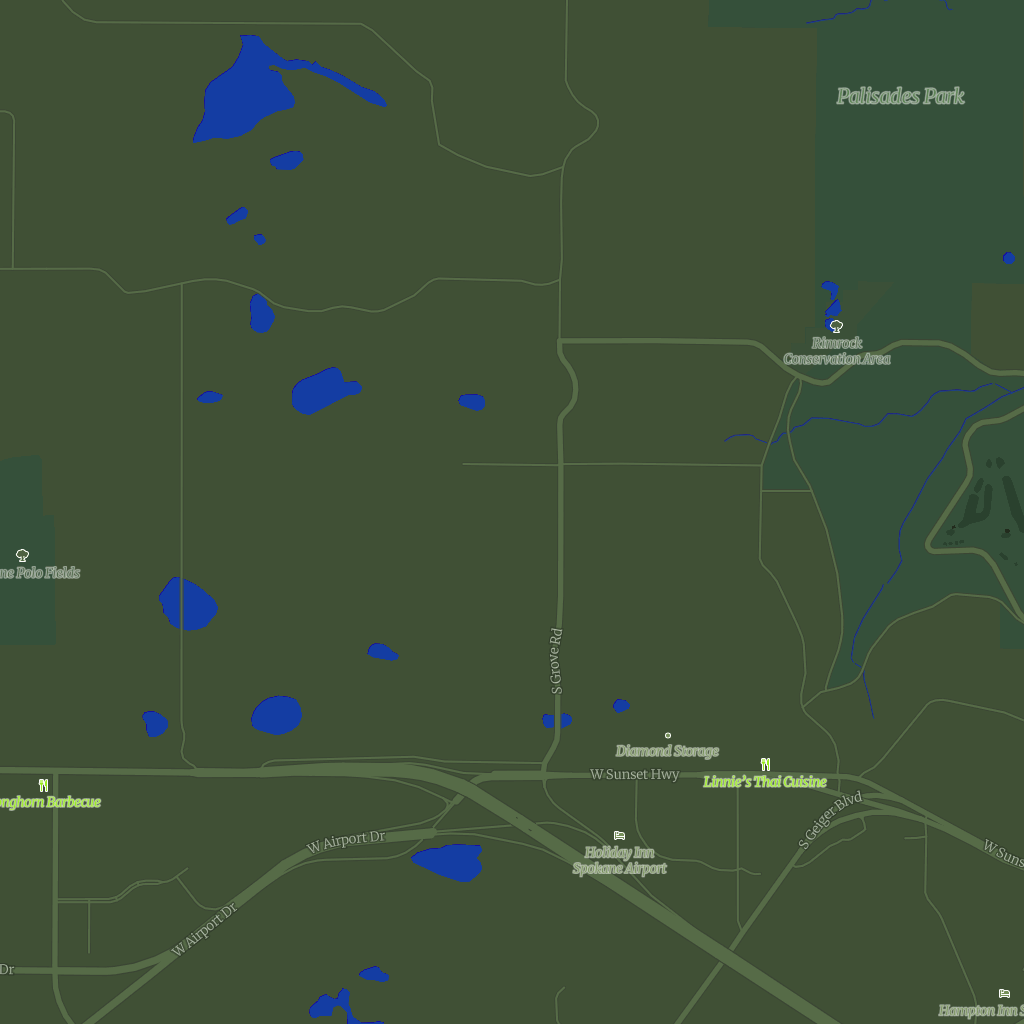 Palisades Park
Rimrock
Conservation Area
ne Polo Fields
S Grove Rd
Diamond Storage
W Sunset Hwy
Linnie's Thai Cuisine
onghorn Barbecue
S Geiger Blvd
W Airport Dr
Holiday Inn
Spokane Airport
W Suns
W Airport Dr
Dr
Hampton Inn S